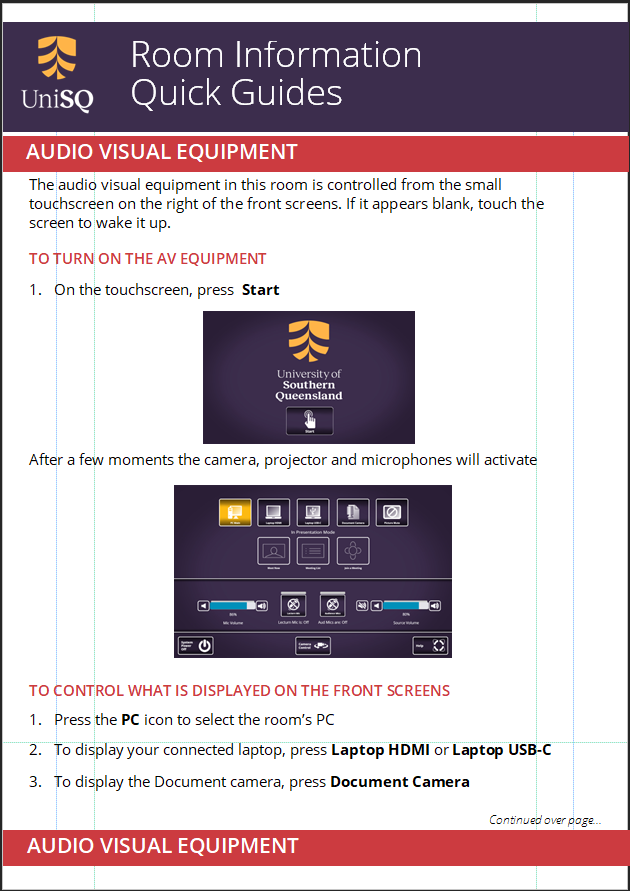 UniSQ
Room Information
Quick Guides
AUDIO VISUAL EQUIPMENT
The audio visual equipment in this room is controlled from the small
touchscreen on the right of the front screens. If it appears blank, touch the
screen to wake it up.
TO TURN ON THE AV EQUIPMENT
1. On the touchscreen, press Start
University of
Southern
Queensland
Start
After a few moments the camera, projector and microphones will activate
PC Main Laptop HDMI Laptop USB-C Document Camera Picture Mute
In Presentation Mode
Meeting List Join a Meeting
80% 80%
Mic Volume Lecture Mic is: Off Aud Mics are: Off Source Volume
System
Power
Off
Camera
Control
Help
TO CONTROL WHAT IS DISPLAYED ON THE FRONT SCREENS
1. Press the PC icon to select the room’s PC
2. To display your connected laptop, press Laptop HDMI or Laptop USB-C
3. To display the Document camera, press Document Camera
Continued over page...
AUDIO VISUAL EQUIPMENT